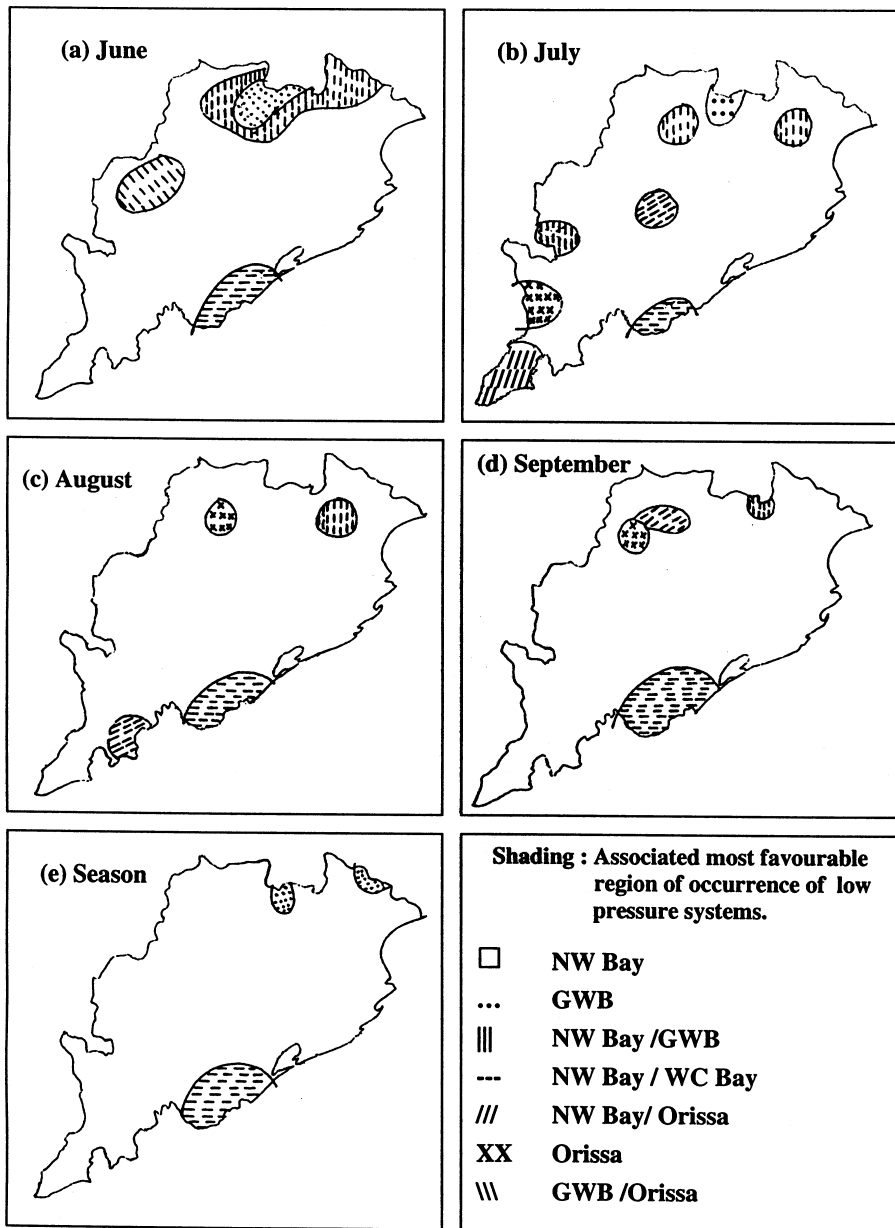 (a) June
(b) July
(c) August
(d) September
(e) Season
Shading : Associated most favourable
region of occurrence of low
pressure systems.
NW Bay
... GWB
||| NW Bay /GWB
--- NW Bay / WC Bay
/// NW Bay/ Orissa
XX Orissa
\\\ GWB /Orissa